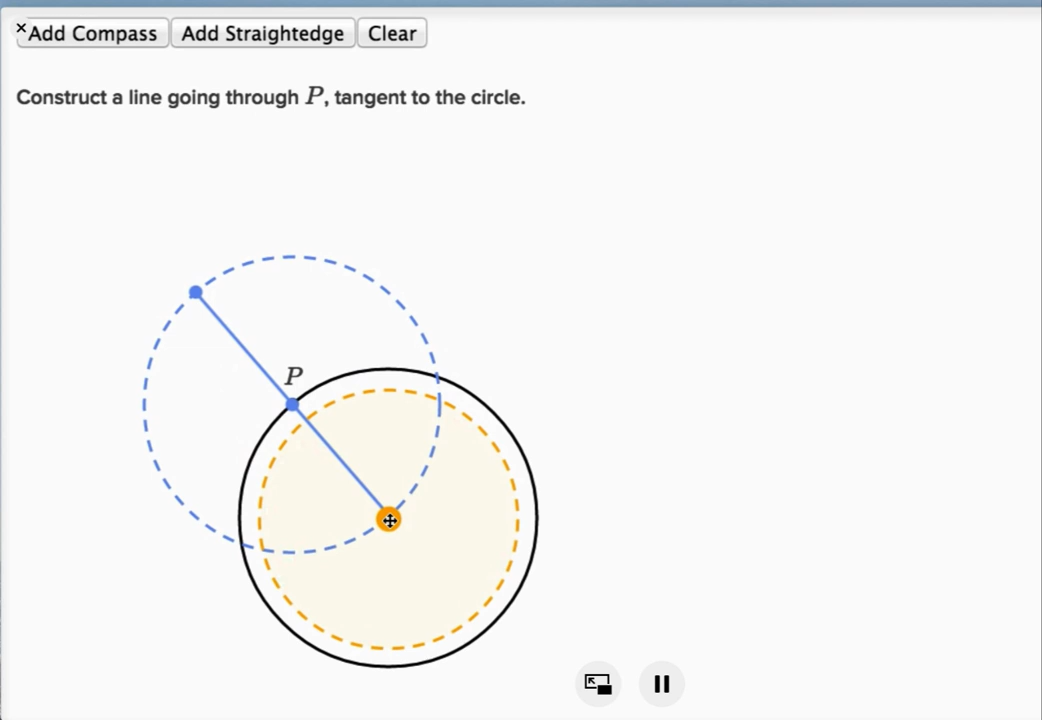 Add Compass Add Straightedge Clear
Construct a line going through P, tangent to the circle.
P